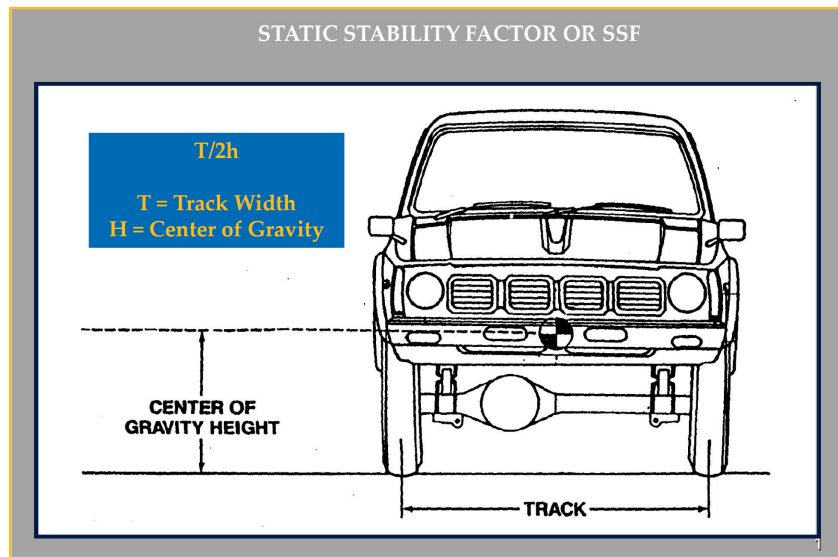 STATIC STABILITY FACTOR OR SSF
T/2h
T = Track Width
H = Center of Gravity
CENTER OF
GRAVITY HEIGHT
TRACK
1